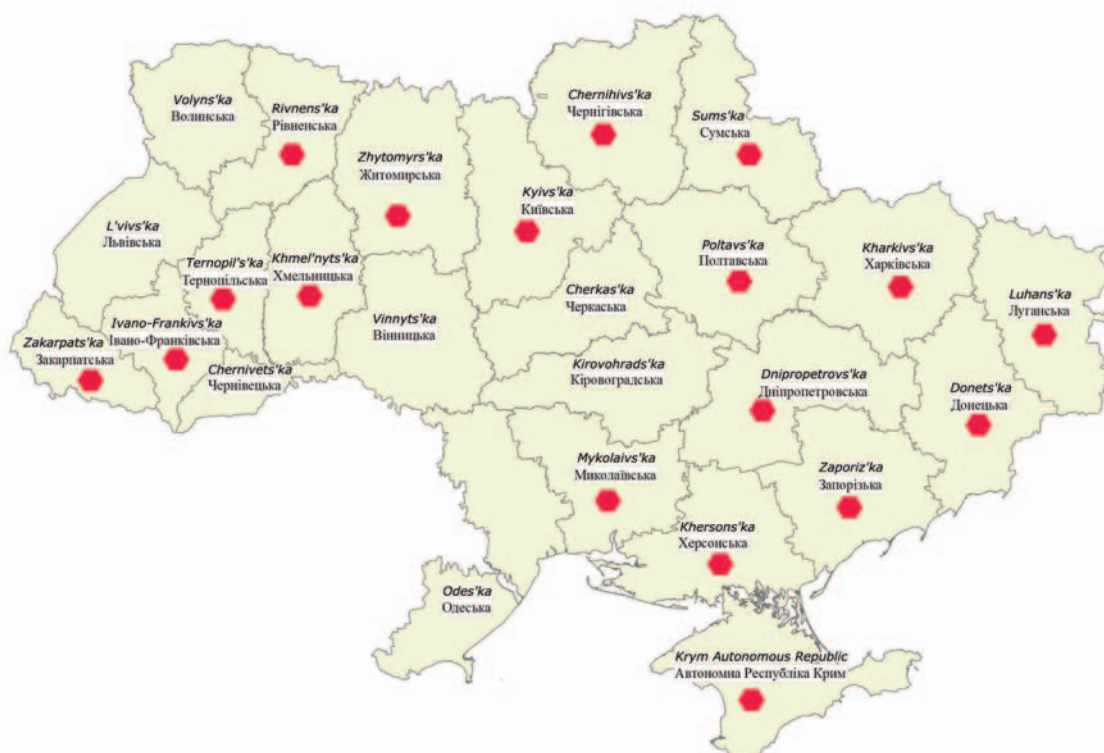 Volyns'ka
Волинська
Rivnens'ka
Рівненська
Chernihivs'ka
Чернігівська
Sums'ka
Сумська
Zhytomyrs'ka
Житомирська
Kyivs'ka
Київська
L'vivs'ka
Львівська
Ternopil's'ka
Тернопільська
Khmel'nyts'ka
Хмельницька
Poltavs'ka
Полтавська
Kharkivs'ka
Харківська
Cherkas'ka
Черкаська
Luhans'ka
Луганська
Ivano-Frankivs'ka
Івано-Франківська
Vinnyts'ka
Вінницька
Zakarpats'ka
Закарпатська
Chernivets'ka
Чернівецька
Kirovohrads'ka
Кіровоградська
Dnipropetrovs'ka
Дніпропетровська
Donets'ka
Донецька
Mykolaivs'ka
Миколаївська
Zaporiz'ka
Запорізька
Khersons'ka
Херсонська
Odes'ka
Одеська
Krym Autonomous Republic
Автономна Республіка Крим